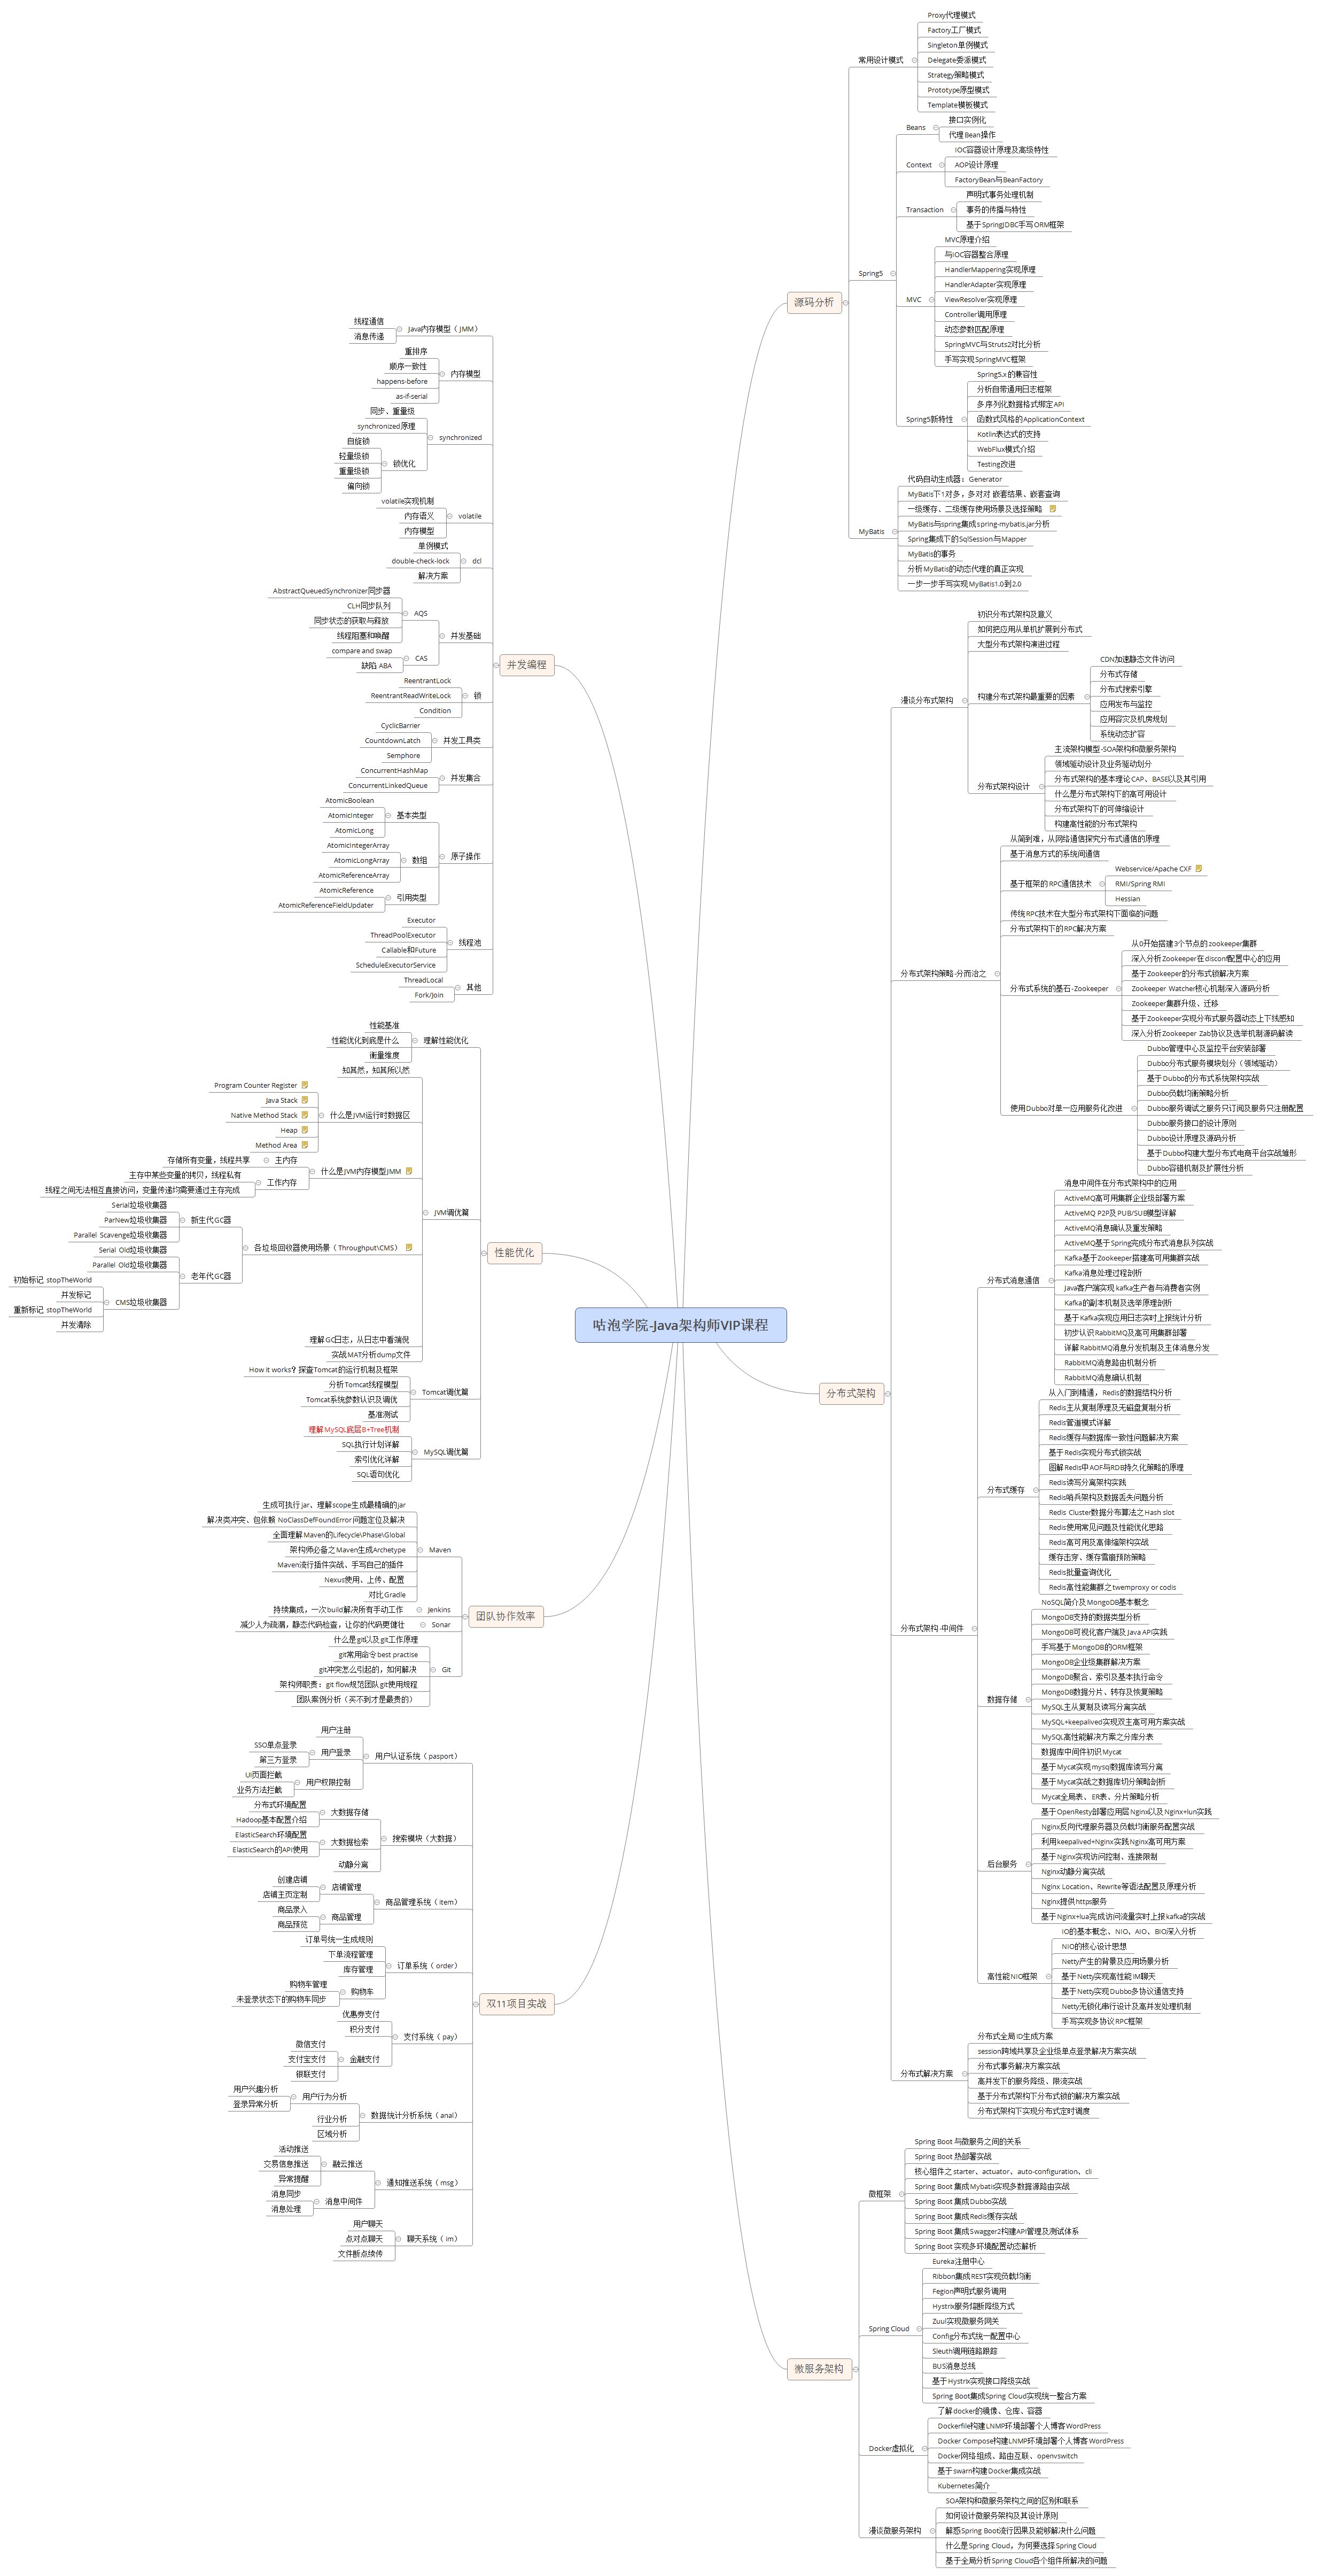 咕泡学院-Java架构师VIP课程
源码分析
常用设计模式
Proxy代理模式
Factory工厂模式
Singleton单例模式
Delegate委派模式
Strategy策略模式
Prototype原型模式
Template模板模式
Spring5
Beans
接口实例化
代理Bean操作
Context
IOC容器设计原理及高级特性
AOP设计原理
FactoryBean与BeanFactory
Transaction
声明式事务处理机制
事务的传播与特性
基于SpringJDBC手写ORM框架
MVC
MVC原理介绍
与IOC容器整合原理
HandlerMappering实现原理
HandlerAdapter实现原理
ViewResolver实现原理
Controller调用原理
动态参数匹配原理
SpringMVC与Struts2对比分析
手写实现SpringMVC框架
Spring5新特性
Spring5.x的兼容性
分析自带通用日志框架
多序列化数据格式绑定API
函数式风格的ApplicationContext
Kotlin表达式的支持
WebFlux模式介绍
Testing改进
MyBatis
代码自动生成器：Generator
MyBatis下1对多，多对对 嵌套结果、嵌套查询
一级缓存、二级缓存使用场景及选择策略
MyBatis与spring集成spring-mybatis.jar分析
Spring集成下的SqlSession与Mapper
MyBatis的事务
分析MyBatis的动态代理的真正实现
一步一步手写实现MyBatis1.0到2.0
分布式架构
漫谈分布式架构
初识分布式架构及意义
如何把应用从单机扩展到分布式
大型分布式架构演进过程
构建分布式架构最重要的因素
CDN加速静态文件访问
分布式存储
分布式搜索引擎
应用发布与监控
应用容灾及机房规划
系统动态扩容
分布式架构设计
主流架构模型-SOA架构和微服务架构
领域驱动设计及业务驱动划分
分布式架构的基本理论CAP、BASE以及其引用
什么是分布式架构下的高可用设计
分布式架构下的可伸缩设计
构建高性能的分布式架构
分布式架构策略-分而治之
从简到难，从网络通信探究分布式通信的原理
基于消息方式的系统间通信
基于框架的RPC通信技术
Webservice/Apache CXF
RMI/Spring RMI
Hessian
传统RPC技术在大型分布式架构下面临的问题
分布式架构下的RPC解决方案
分布式系统的基石-Zookeeper
从0开始搭建3个节点的zookeeper集群
深入分析Zookeeper在disconf配置中心的应用
基于Zookeeper的分布式锁解决方案
Zookeeper Watcher核心机制深入源码分析
Zookeeper集群升级、迁移
基于Zookeeper实现分布式服务器动态上下线感知
深入分析Zookeeper Zab协议及选举机制源码解读
使用Dubbo对单一应用服务化改进
Dubbo管理中心及监控平台安装部署
Dubbo分布式服务模块划分（领域驱动）
基于Dubbo的分布式系统架构实战
Dubbo负载均衡策略分析
Dubbo服务调试之服务只订阅及服务只注册配置
Dubbo服务接口的设计原则
Dubbo设计原理及源码分析
基于Dubbo构建大型分布式电商平台实战雏形
Dubbo容错机制及扩展性分析
分布式架构-中间件
分布式消息通信
消息中间件在分布式架构中的应用
ActiveMQ高可用集群企业级部署方案
ActiveMQ P2P及PUB/SUB模型详解
ActiveMQ消息确认及重发策略
ActiveMQ基于Spring完成分布式消息队列实战
Kafka基于Zookeeper搭建高可用集群实战
Kafka消息处理过程剖析
Java客户端实现kafka生产者与消费者实例
Kafka的副本机制及选举原理剖析
基于Kafka实现应用日志实时上报统计分析
初步认识RabbitMQ及高可用集群部署
详解RabbitMQ消息分发机制及主体消息分发
RabbitMQ消息路由机制分析
RabbitMQ消息确认机制
分布式缓存
从入门到精通，Redis的数据结构分析
Redis主从复制原理及无磁盘复制分析
Redis管道模式详解
Redis缓存与数据库一致性问题解决方案
基于Redis实现分布式锁实战
图解Redis中AOF与RDB持久化策略的原理
Redis读写分离架构实践
Redis哨兵架构及数据丢失问题分析
Redis Cluster数据分布算法之Hash slot
Redis使用常见问题及性能优化思路
Redis高可用及高伸缩架构实战
缓存击穿、缓存雪崩预防策略
Redis批量查询优化
Redis高性能集群之twemproxy or codis
数据存储
NoSQL简介及MongoDB基本概念
MongoDB支持的数据类型分析
MongoDB可视化客户端及Java API实践
手写基于MongoDB的ORM框架
MongoDB企业级集群解决方案
MongoDB聚合、索引及基本执行命令
MongoDB数据分片、转存及恢复策略
MySQL主从复制及读写分离实战
MySQL+keepalived实现双主高可用方案实战
MySQL高性能解决方案之分库分表
数据库中间件初识Mycat
基于Mycat实现mysql数据库读写分离
基于Mycat实战之数据库切分策略剖析
Mycat全局表、ER表、分片策略分析
后台服务
基于OpenResty部署应用层Nginx以及Nginx+lun实践
Nginx反向代理服务器及负载均衡服务配置实战
利用keepalived+Nginx实践Nginx高可用方案
基于Nginx实现访问控制、连接限制
Nginx动静分离实战
Nginx Location、Rewrite等语法配置及原理分析
Nginx提供https服务
基于Nginx+lua完成访问流量实时上报kafka的实战
高性能NIO框架
IO的基本概念、NIO、AIO、BIO深入分析
NIO的核心设计思想
Netty产生的背景及应用场景分析
基于Netty实现高性能IM聊天
基于Netty实现Dubbo多协议通信支持
Netty无锁化串行设计及高并发处理机制
手写实现多协议RPC框架
分布式解决方案
分布式全局ID生成方案
session跨域共享及企业级单点登录解决方案实战
分布式事务解决方案实战
高并发下的服务降级、限流实战
基于分布式架构下分布式锁的解决方案实战
分布式架构下实现分布式定时调度
微服务架构
微框架
Spring Boot 与微服务之间的关系
Spring Boot 热部署实战
核心组件之starter、actuator、auto-configuration、cli
Spring Boot 集成Mybatis实现多数据源路由实战
Spring Boot 集成Dubbo实战
Spring Boot 集成Redis缓存实战
Spring Boot 集成Swagger2构建API管理及测试体系
Spring Boot 实现多环境配置动态解析
Spring Cloud
Eureka注册中心
Ribbon集成REST实现负载均衡
Fegion声明式服务调用
Hystrix服务熔断降级方式
Zuul实现微服务网关
Config分布式统一配置中心
Sleuth调用链路跟踪
BUS消息总线
基于Hystrix实现接口降级实战
Spring Boot集成Spring Cloud实现统一整合方案
Docker虚拟化
了解docker的镜像、仓库、容器
Dockerfile构建LNMP环境部署个人博客WordPress
Docker Compose构建LNMP环境部署个人博客WordPress
Docker网络组成、路由互联、openvswitch
基于swarn构建Docker集成实战
Kubernetes简介
漫谈微服务架构
SOA架构和微服务架构之间的区别和联系
如何设计微服务架构及其设计原则
解惑Spring Boot流行因果及能够解决什么问题
什么是Spring Cloud，为何要选择Spring Cloud
基于全局分析Spring Cloud各个组件所解决的问题
并发编程
Java内存模型（JMM）
线程通信
消息传递
内存模型
重排序
顺序一致性
happens-before
as-if-serial
synchronized
同步、重量级
synchronized原理
锁优化
自旋锁
轻量级锁
重量级锁
偏向锁
volatile
volatile实现机制
内存语义
内存模型
dcl
单例模式
double-check-lock
解决方案
并发基础
AQS
AbstractQueuedSynchronizer同步器
CLH同步队列
同步状态的获取与释放
线程阻塞和唤醒
CAS
compare and swap
缺陷 ABA
锁
ReentrantLock
ReentrantReadWriteLock
Condition
并发工具类
CyclicBarrier
CountdownLatch
Semphore
并发集合
ConcurrentHashMap
ConcurrentLinkedQueue
原子操作
基本类型
AtomicBoolean
AtomicInteger
AtomicLong
数组
AtomicIntegerArray
AtomicLongArray
AtomicReferenceArray
引用类型
AtomicReference
AtomicReferenceFieldUpdater
线程池
Executor
ThreadPoolExecutor
Callable和Future
ScheduleExecutorService
其他
ThreadLocal
Fork/Join
性能优化
理解性能优化
性能基准
性能优化到底是什么
衡量维度
JVM调优篇
知其然，知其所以然
什么是JVM运行时数据区
Program Counter Register
Java Stack
Native Method Stack
Heap
Method Area
什么是JVM内存模型JMM
主内存
存储所有变量，线程共享
工作内存
主存中某些变量的拷贝，线程私有
线程之间无法相互直接访问，变量传递均需要通过主存完成
各垃圾回收器使用场景（Throughput\CMS）
新生代GC器
Serial垃圾收集器
ParNew垃圾收集器
Parallel Scavenge垃圾收集器
老年代GC器
Serial Old垃圾收集器
Parallel Old垃圾收集器
CMS垃圾收集器
初始标记 stopTheWorld
并发标记
重新标记 stopTheWorld
并发清除
理解GC日志，从日志中看端倪
实战MAT分析dump文件
Tomcat调优篇
How it works? 探查Tomcat的运行机制及框架
分析Tomcat线程模型
Tomcat系统参数认识及调优
基准测试
MySQL调优篇
理解MySQL底层B+Tree机制
SQL执行计划详解
索引优化详解
SQL语句优化
团队协作效率
Maven
生成可执行jar、理解scope生成最精确的jar
解决类冲突、包依赖 NoClassDefFoundError问题定位及解决
全面理解Maven的Lifecycle\Phase\Global
架构师必备之Maven生成Archetype
Maven流行插件实战、手写自己的插件
Nexus使用、上传、配置
对比Gradle
Jenkins
持续集成，一次build解决所有手动工作
Sonar
减少人为疏漏，静态代码检查，让你的代码更健壮
Git
什么是git以及git工作原理
git常用命令best practise
git冲突怎么引起的，如何解决
架构师职责：git flow规范团队git使用规程
团队案例分析（买不到才是最贵的）
双11项目实战
用户认证系统（pasport）
用户注册
用户登录
SSO单点登录
第三方登录
用户权限控制
UI页面拦截
业务方法拦截
搜索模块（大数据）
大数据存储
分布式环境配置
Hadoop基本配置介绍
大数据检索
ElasticSearch环境配置
ElasticSearch的API使用
动静分离
商品管理系统（item）
店铺管理
创建店铺
店铺主页定制
商品管理
商品录入
商品预览
订单系统（order）
订单号统一生成规则
下单流程管理
库存管理
购物车
购物车管理
未登录状态下的购物车同步
支付系统（pay）
优惠券支付
积分支付
金融支付
微信支付
支付宝支付
银联支付
数据统计分析系统（anal）
用户行为分析
用户兴趣分析
登录异常分析
行业分析
区域分析
通知推送系统（msg）
融云推送
活动推送
交易信息推送
异常提醒
消息中间件
消息同步
消息处理
聊天系统（im）
用户聊天
点对点聊天
文件断点续传